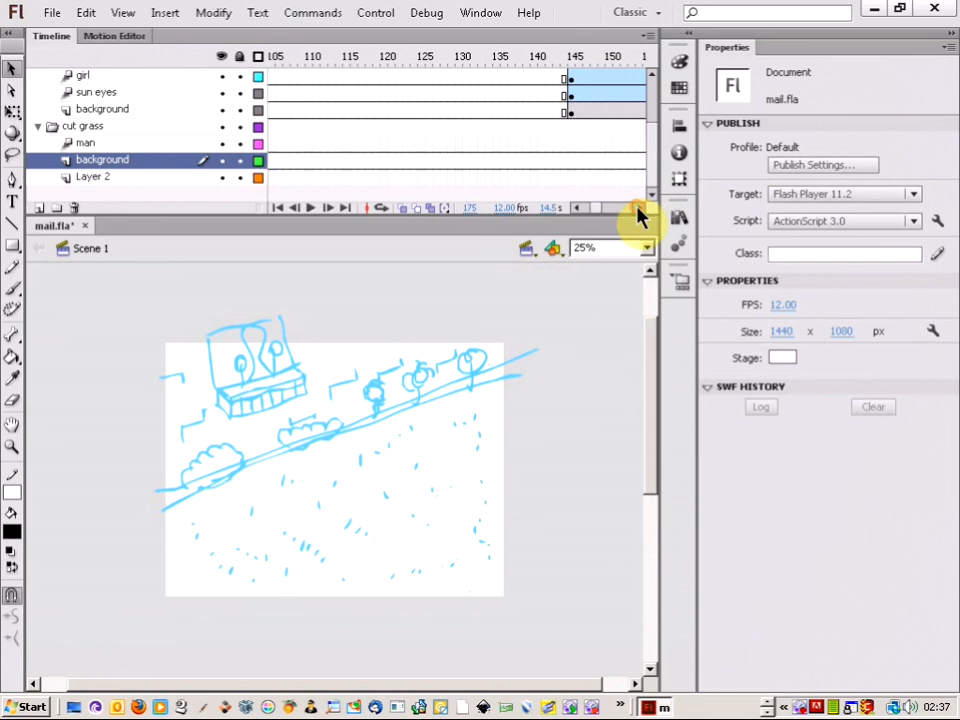 Fl File Edit View Insert Modify Text Commands Control Debug Window Help Classic
Timeline Motion Editor
105 110 115 120 125 130 135 140 145 150 155 1
girl
sun eyes
background
cut grass
man
background
Layer 2
175 12.00 fps 14.5 s
mail.fla* ×
Scene 1 25%
Properties
Fl Document
mail.fla
PUBLISH
Profile: Default
Publish Settings...
Target: Flash Player 11.2
Script: ActionScript 3.0
Class:
PROPERTIES
FPS: 12.00
Size: 1440 x 1080 px
Stage:
SWF HISTORY
Log Clear
Start Fl m 02:37